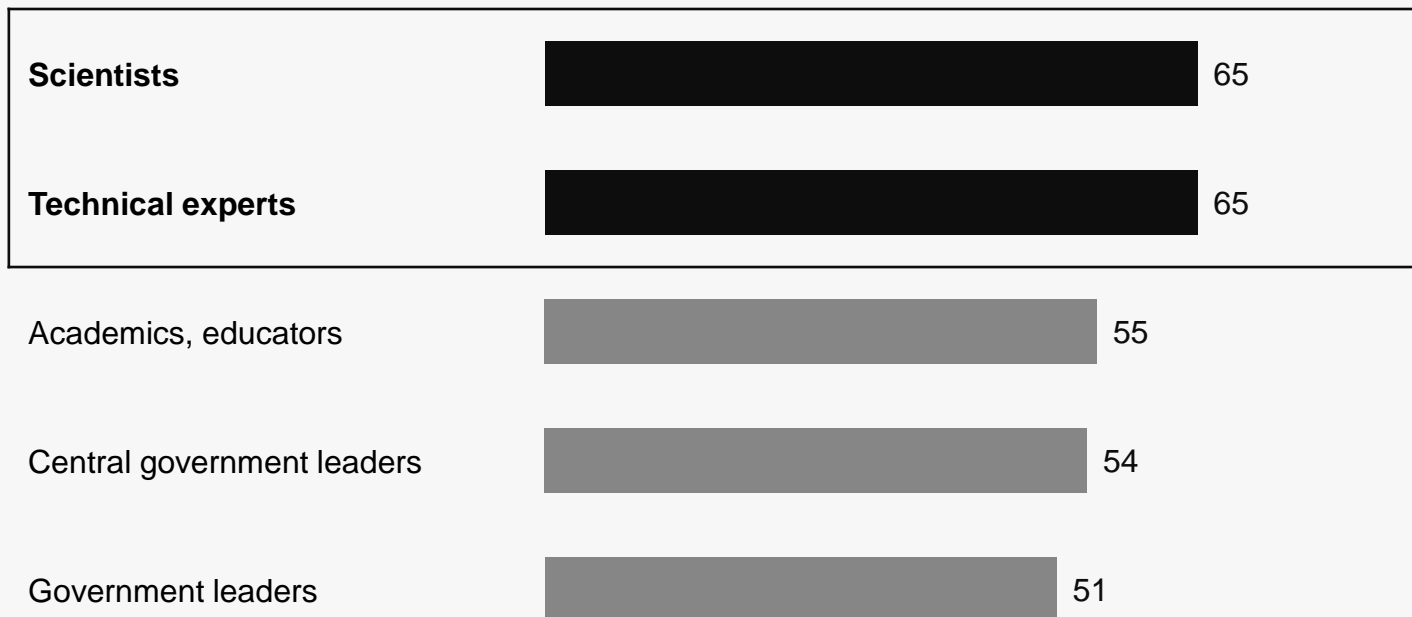 Scientists 65
Technical experts 65
Academics, educators 55
Central government leaders 54
Government leaders 51